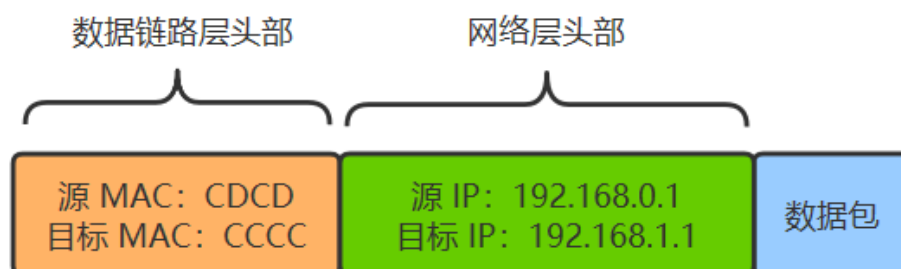 数据链路层头部
网络层头部
源 MAC：CDCD
目标 MAC：CCCC
源 IP：192.168.0.1
目标 IP：192.168.1.1
数据包